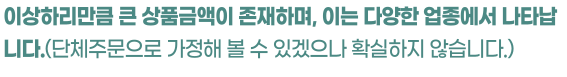 이상하리만큼 큰 상품금액이 존재하며, 이는 다양한 업종에서 나타납
니다.(단체주문으로 가정해 볼 수 있겠으나 확실하지 않습니다.)